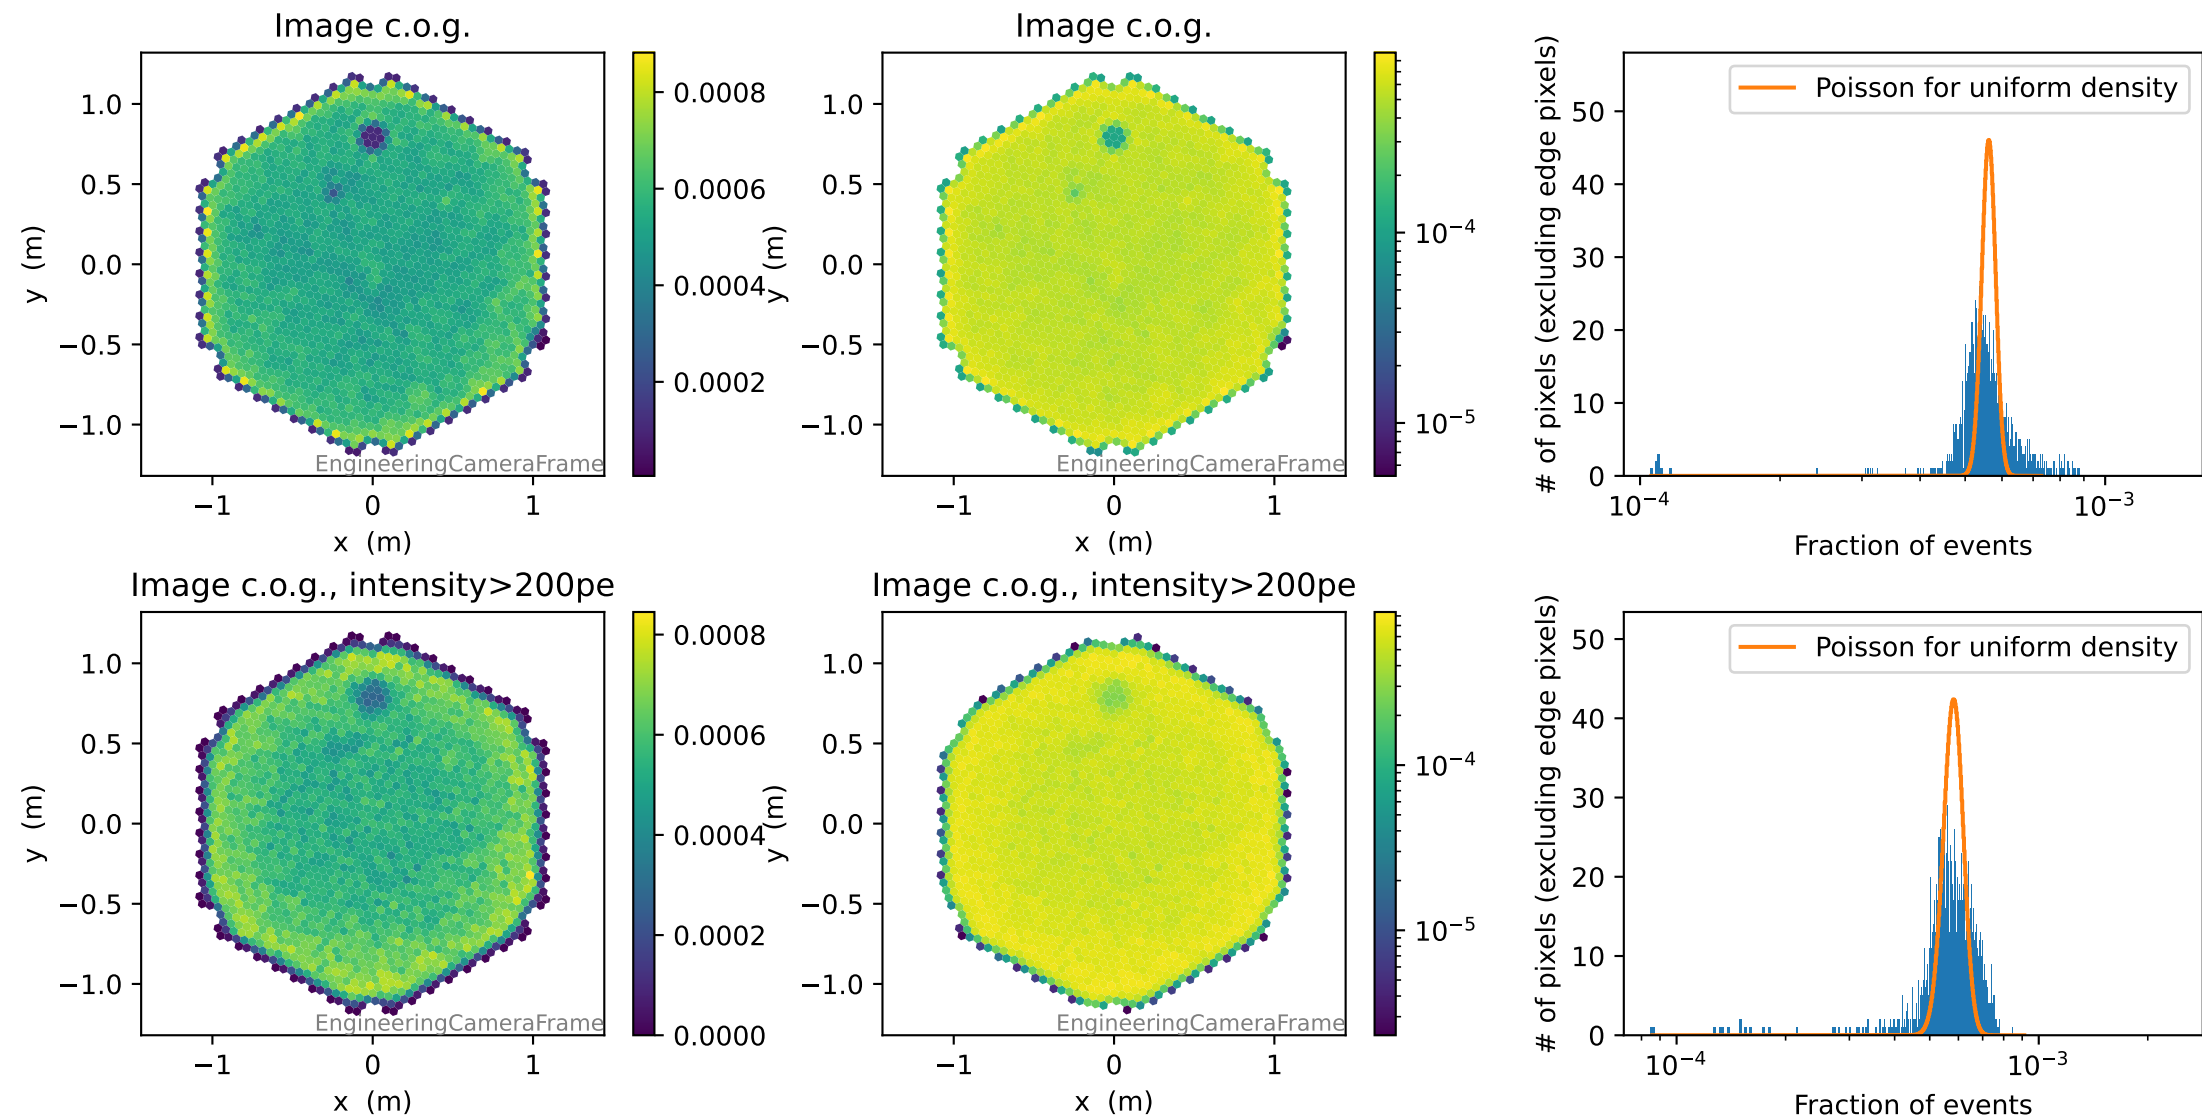 Image c.o.g.
1.0
0.5
0.0
−0.5
−1.0
y (m)
−1 0 1
x (m)
EngineeringCameraFrame
0.0008
0.0006
0.0004
0.0002
Image c.o.g.
1.0
0.5
0.0
−0.5
−1.0
y (m)
−1 0 1
x (m)
EngineeringCameraFrame
10⁻⁴
10⁻⁵
Poisson for uniform density
# of pixels (excluding edge pixels)
50
40
30
20
10
0
10⁻⁴ 10⁻³
Fraction of events
Image c.o.g., intensity>200pe
1.0
0.5
0.0
−0.5
−1.0
y (m)
−1 0 1
x (m)
EngineeringCameraFrame
0.0008
0.0006
0.0004
0.0002
0.0000
Image c.o.g., intensity>200pe
1.0
0.5
0.0
−0.5
−1.0
y (m)
−1 0 1
x (m)
EngineeringCameraFrame
10⁻⁴
10⁻⁵
Poisson for uniform density
# of pixels (excluding edge pixels)
50
40
30
20
10
0
10⁻⁴ 10⁻³
Fraction of events